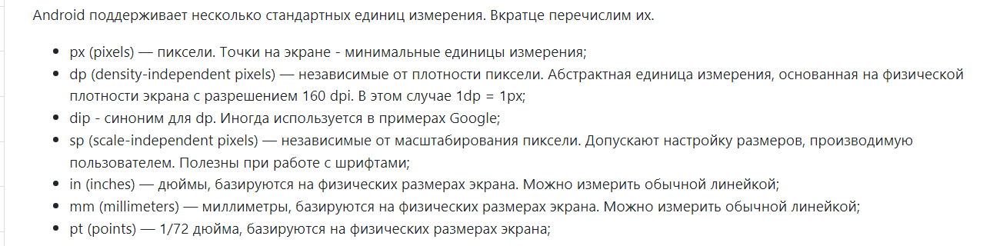 Android поддерживает несколько стандартных единиц измерения. Вкратце перечислим их.
• px (pixels) — пиксели. Точки на экране - минимальные единицы измерения;
• dp (density-independent pixels) — независимые от плотности пиксели. Абстрактная единица измерения, основанная на физической
плотности экрана с разрешением 160 dpi. В этом случае 1dp = 1px;
• dip - синоним для dp. Иногда используется в примерах Google;
• sp (scale-independent pixels) — независимые от масштабирования пиксели. Допускают настройку размеров, производимую
пользователем. Полезны при работе с шрифтами;
• in (inches) — дюймы, базируются на физических размерах экрана. Можно измерить обычной линейкой;
• mm (millimeters) — миллиметры, базируются на физических размерах экрана. Можно измерить обычной линейкой;
• pt (points) — 1/72 дюйма, базируются на физических размерах экрана;